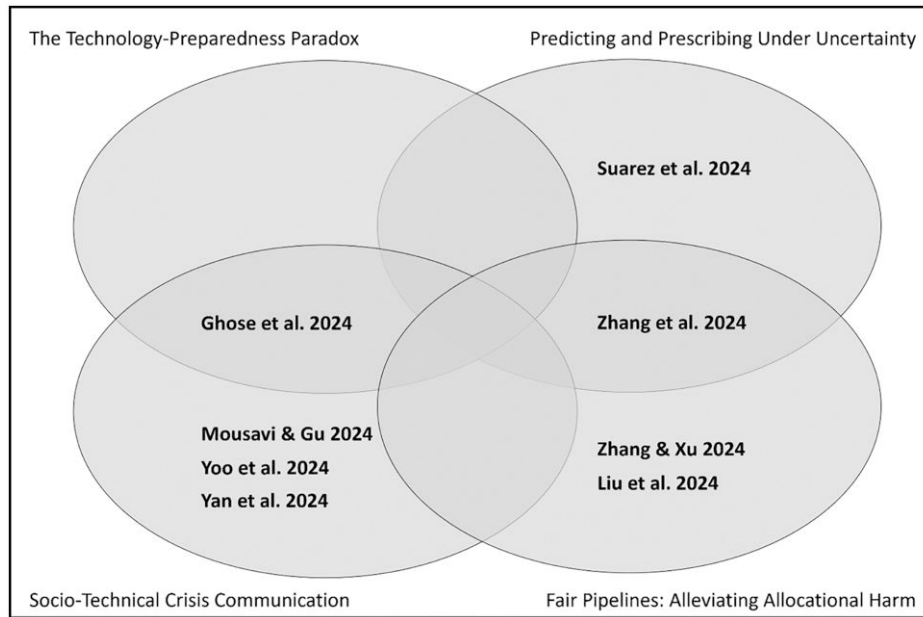 The Technology-Preparedness Paradox
Predicting and Prescribing Under Uncertainty
Suarez et al. 2024
Ghose et al. 2024
Zhang et al. 2024
Mousavi & Gu 2024
Yoo et al. 2024
Yan et al. 2024
Zhang & Xu 2024
Liu et al. 2024
Socio-Technical Crisis Communication
Fair Pipelines: Alleviating Allocational Harm